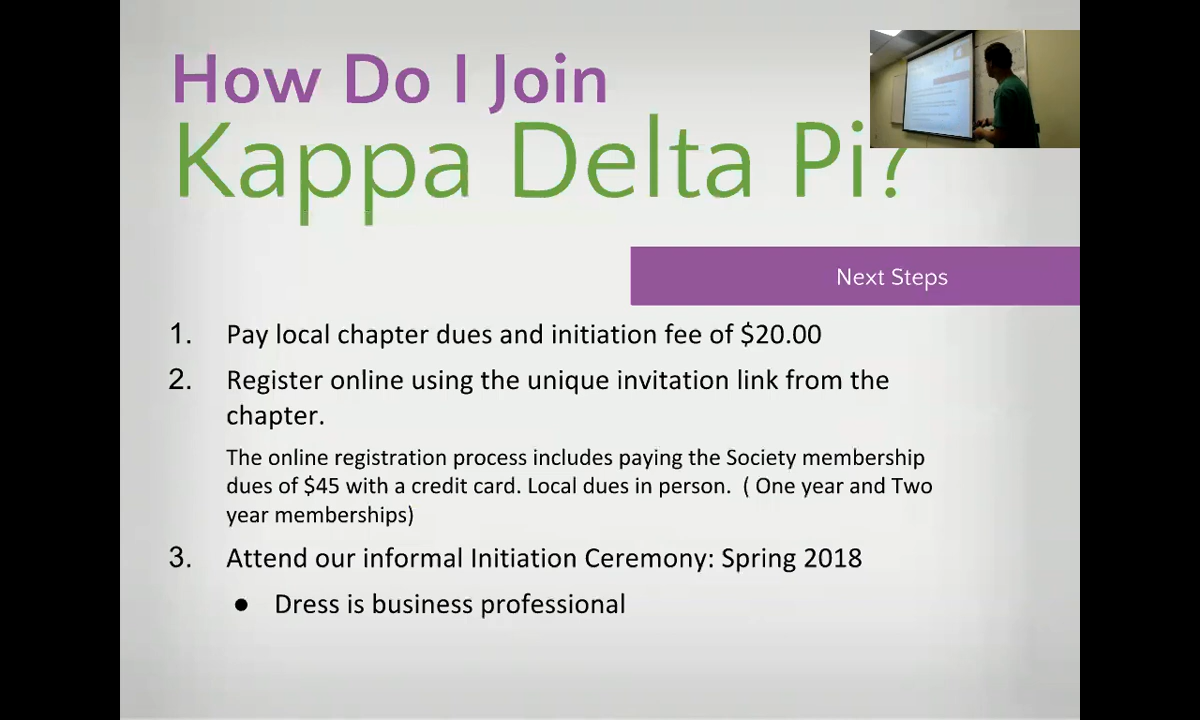 How Do I Join
Kappa Delta Pi?
Next Steps
1. Pay local chapter dues and initiation fee of $20.00
2. Register online using the unique invitation link from the
chapter.
The online registration process includes paying the Society membership
dues of $45 with a credit card. Local dues in person. ( One year and Two
year memberships)
3. Attend our informal Initiation Ceremony: Spring 2018
● Dress is business professional